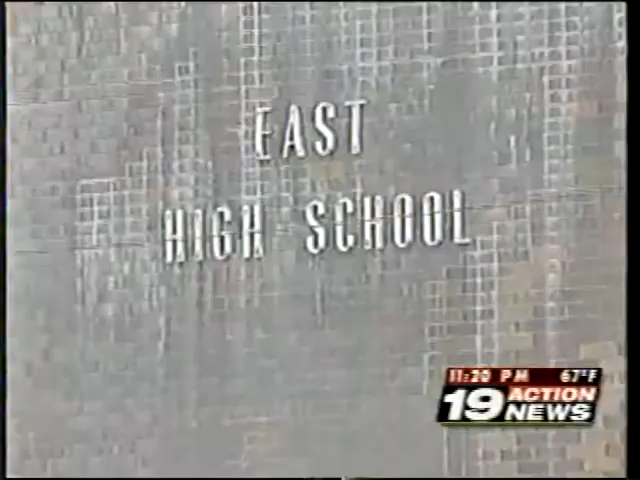 EAST
HIGH SCHOOL
11:20 PM 67°F
19 ACTION
NEWS